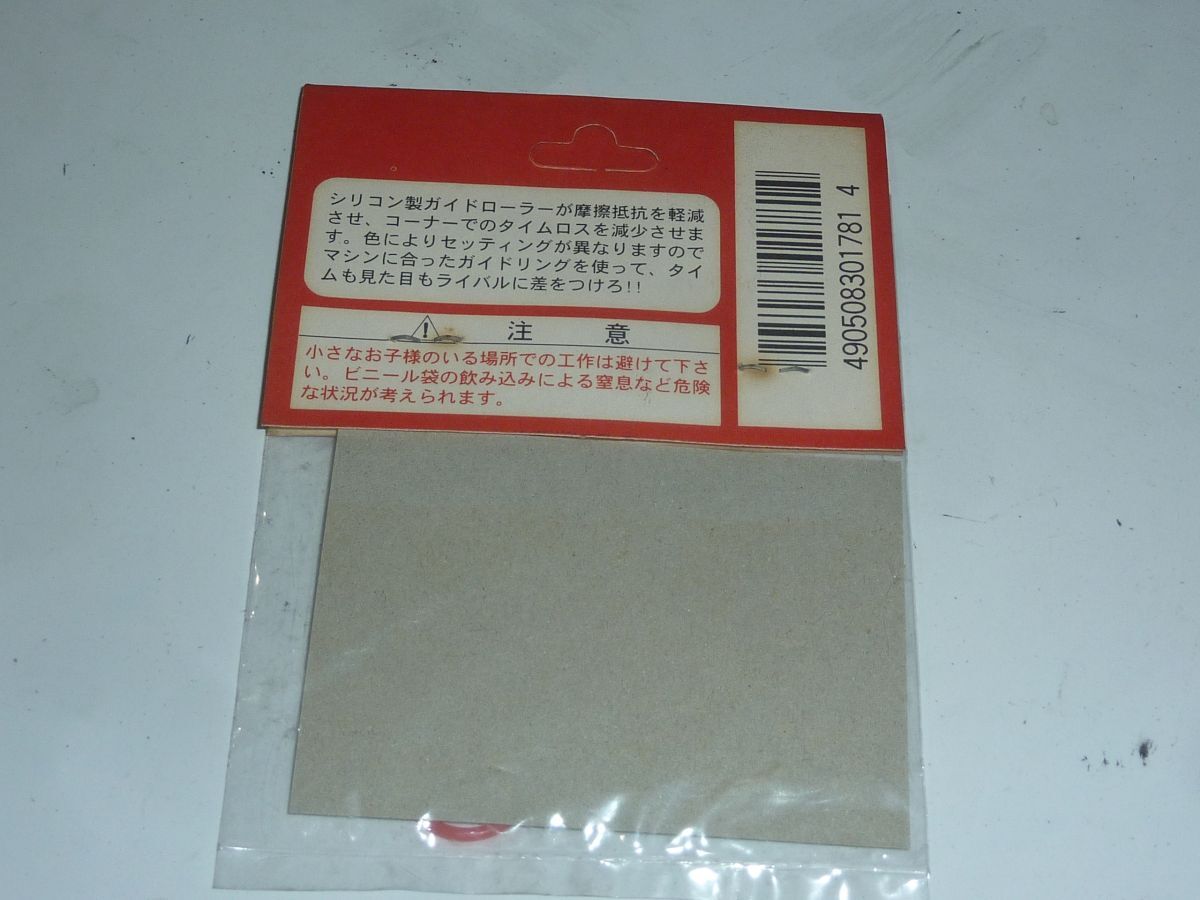 シリコン製ガイドローラーが摩擦抵抗を軽減
させ、コーナーでのタイムロスを減少させま
す。色によりセッティングが異なりますので
マシンに合ったガイドリングを使って、タイ
ムも見た目もライバルに差をつけろ!!
注意
小さなお子様のいる場所での工作は避けて下さ
い。ビニール袋の飲み込みによる窒息など危険
な状況が考えられます。
490508301781 4